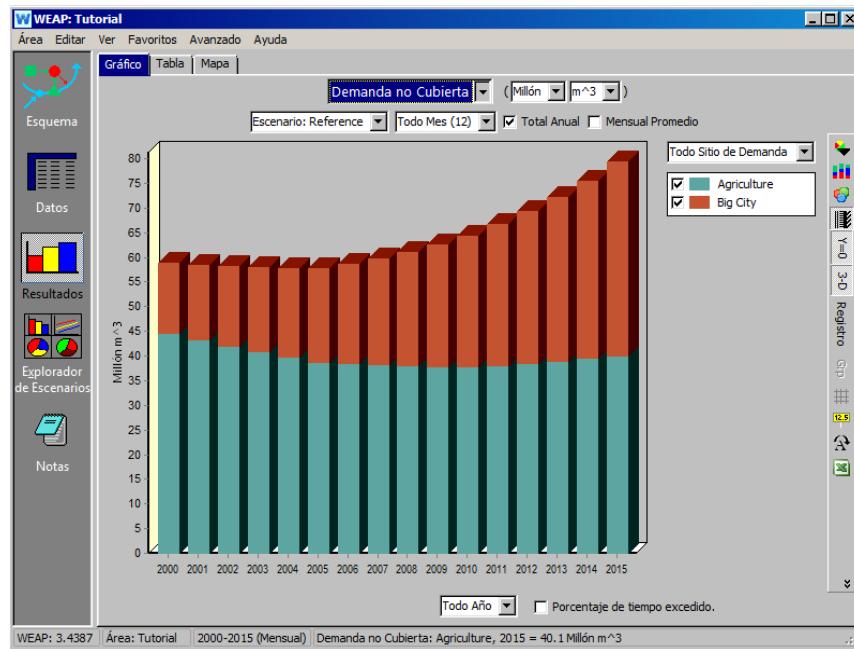 WEAP: Tutorial
Área Editar Ver Favoritos Avanzado Ayuda
Esquema
Datos
Resultados
Explorador
de Escenarios
Notas
Gráfico Tabla Mapa
Demanda no Cubierta ( Millón m^3 )
Escenario: Reference Todo Mes (12) Total Anual Mensual Promedio
Todo Sitio de Demanda
Agriculture
Big City
Millón m^3
80
75
70
65
60
55
50
45
40
35
30
25
20
15
10
5
0
2000 2001 2002 2003 2004 2005 2006 2007 2008 2009 2010 2011 2012 2013 2014 2015
Y=0
3-D
Registro
Grp
12.5
Todo Año Porcentaje de tiempo excedido.
WEAP: 3.4387 Área: Tutorial 2000-2015 (Mensual) Demanda no Cubierta: Agriculture, 2015 = 40.1 Millón m^3